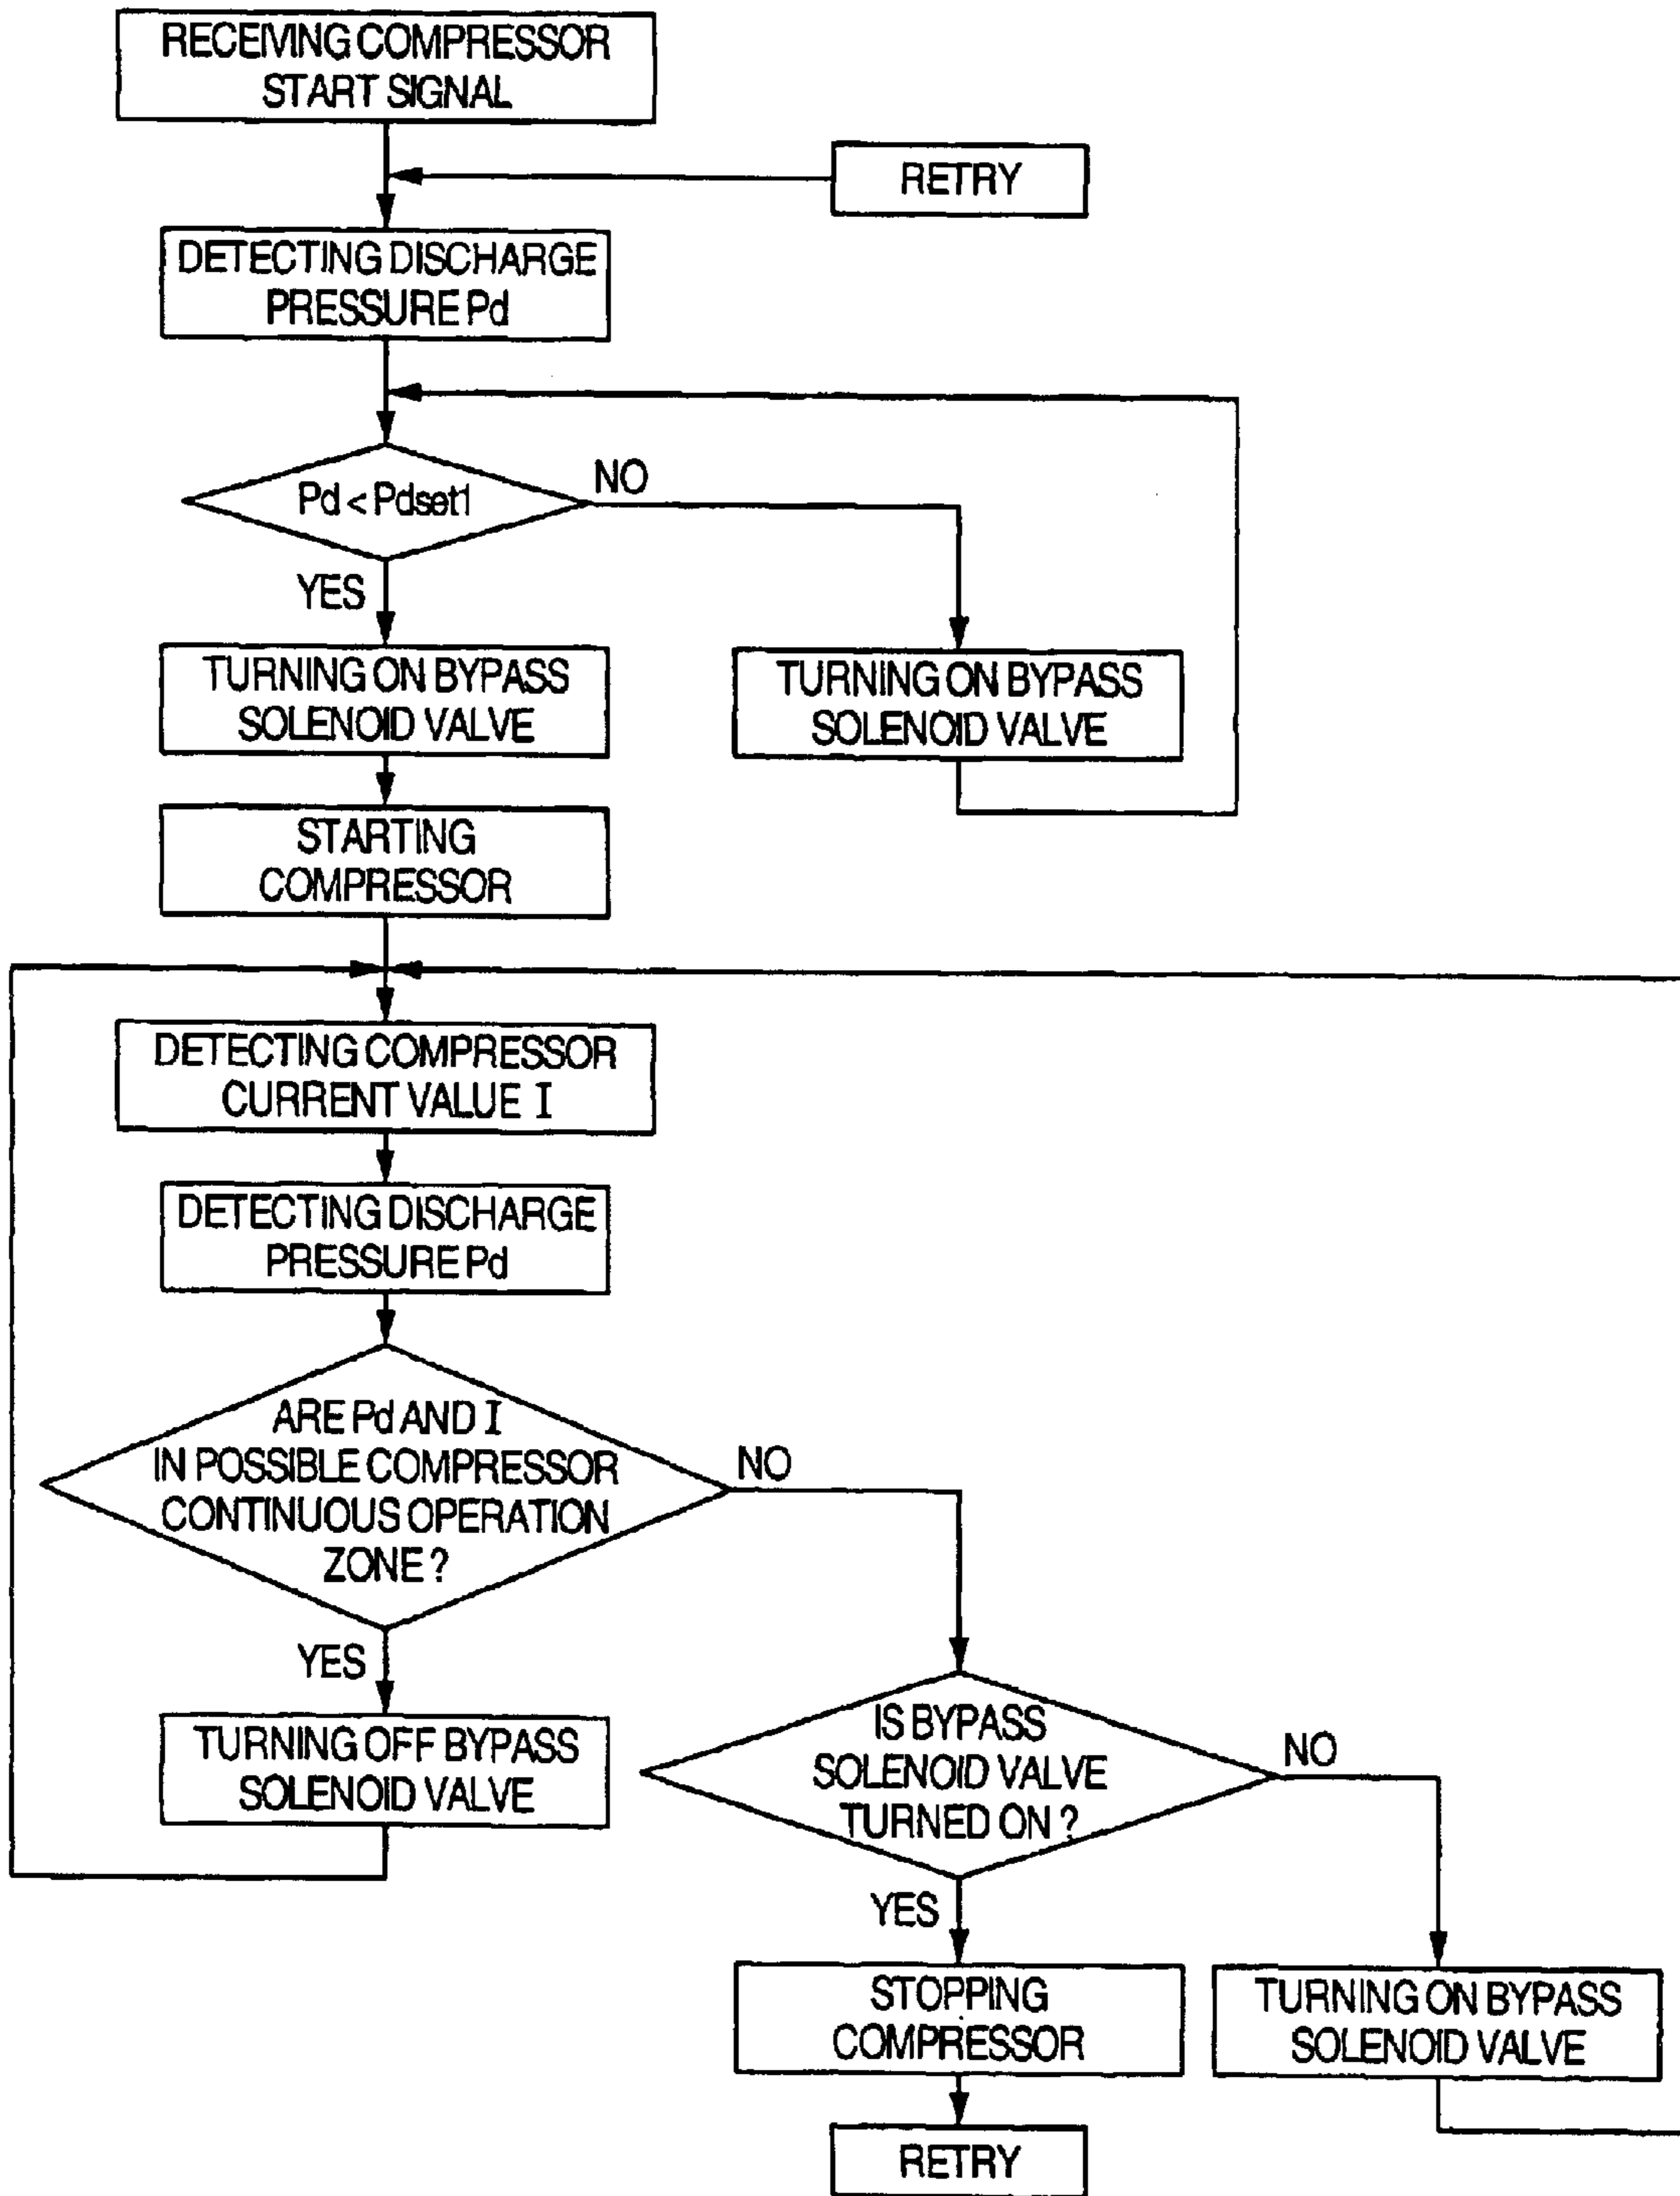 RECEIVING COMPRESSOR
START SIGNAL
RETRY
DETECTING DISCHARGE
PRESSURE Pd
Pd < Pdset1
NO
YES
TURNING ON BYPASS
SOLENOID VALVE
TURNING ON BYPASS
SOLENOID VALVE
STARTING
COMPRESSOR
DETECTING COMPRESSOR
CURRENT VALUE I
DETECTING DISCHARGE
PRESSURE Pd
ARE Pd AND I
IN POSSIBLE COMPRESSOR
CONTINUOUS OPERATION
ZONE ?
NO
YES
TURNING OFF BYPASS
SOLENOID VALVE
IS BYPASS
SOLENOID VALVE
TURNED ON ?
NO
YES
STOPPING
COMPRESSOR
TURNING ON BYPASS
SOLENOID VALVE
RETRY